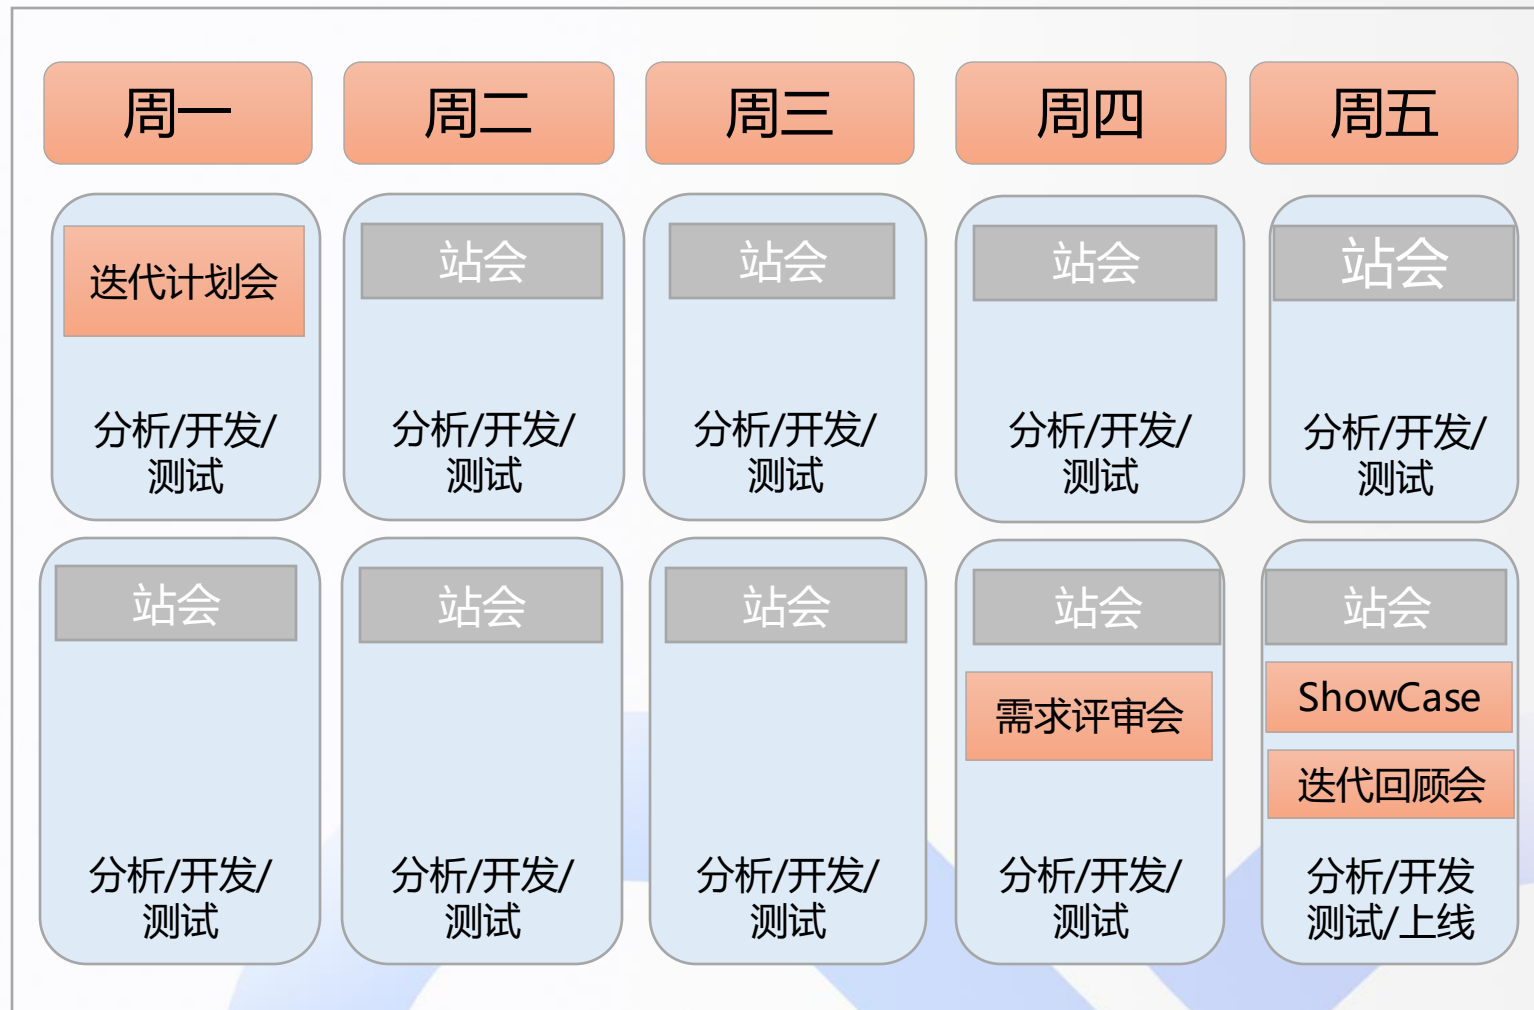 周一
周二
周三
周四
周五
迭代计划会
站会
站会
站会
站会
分析/开发/
测试
分析/开发/
测试
分析/开发/
测试
分析/开发/
测试
分析/开发/
测试
站会
站会
站会
站会
站会
需求评审会
ShowCase
迭代回顾会
分析/开发/
测试
分析/开发/
测试
分析/开发/
测试
分析/开发/
测试
分析/开发
测试/上线